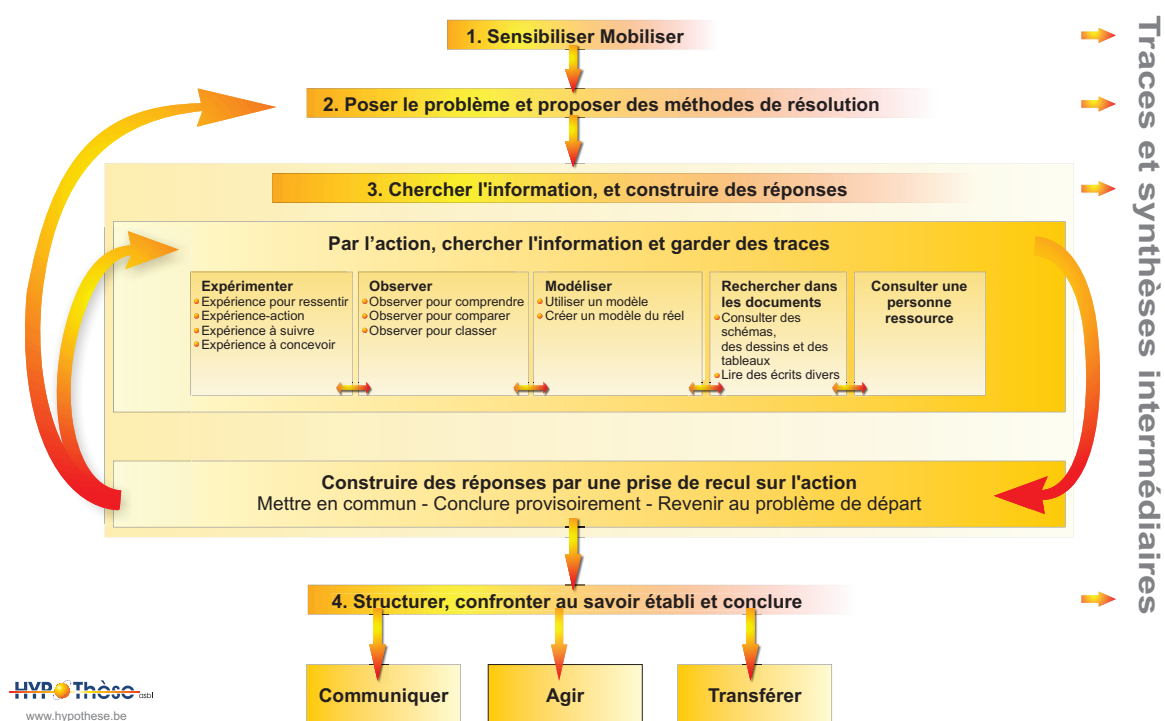 1. Sensibiliser Mobiliser
2. Poser le problème et proposer des méthodes de résolution
3. Chercher l'information, et construire des réponses
Par l’action, chercher l'information et garder des traces
Expérimenter
Expérience pour ressentir
Expérience-action
Expérience à suivre
Expérience à concevoir
Observer
Observer pour comprendre
Observer pour comparer
Observer pour classer
Modéliser
Utiliser un modèle
Créer un modèle du réel
Rechercher dans
les documents
Consulter des
schémas,
des dessins et des
tableaux
Lire des écrits divers
Consulter une
personne
ressource
Construire des réponses par une prise de recul sur l'action
Mettre en commun - Conclure provisoirement - Revenir au problème de départ
4. Structurer, confronter au savoir établi et conclure
Communiquer
Agir
Transférer
Traces et synthèses intermédiaires
HYPOThèse asbl
www.hypothese.be